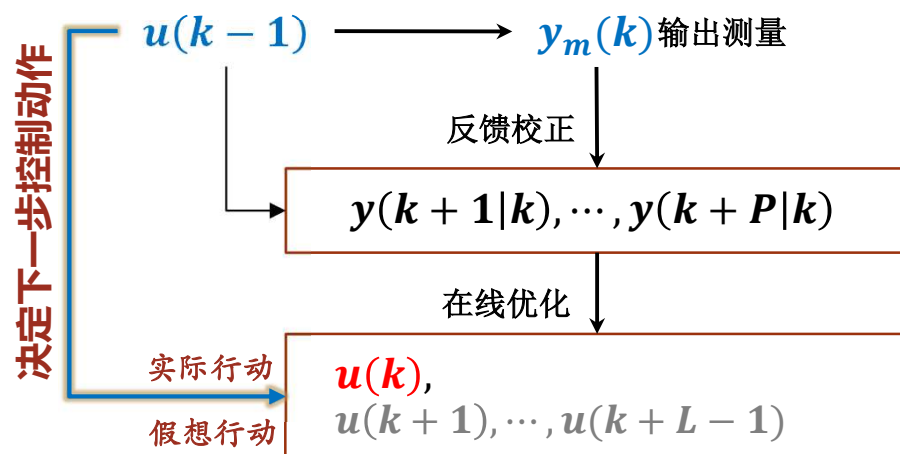 决定下一步控制动作
u(k − 1)
y_m(k) 输出测量
反馈校正
y(k + 1|k), ⋯, y(k + P|k)
在线优化
实际行动
u(k),
假想行动
u(k + 1), ⋯, u(k + L − 1)